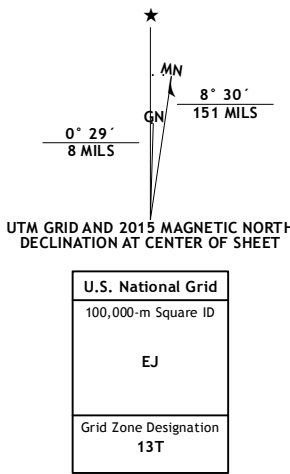 ★
MN
8° 30´
151 MILS
GN
0° 29´
8 MILS
UTM GRID AND 2015 MAGNETIC NORTH
DECLINATION AT CENTER OF SHEET
U.S. National Grid
100,000-m Square ID
EJ
Grid Zone Designation
13T